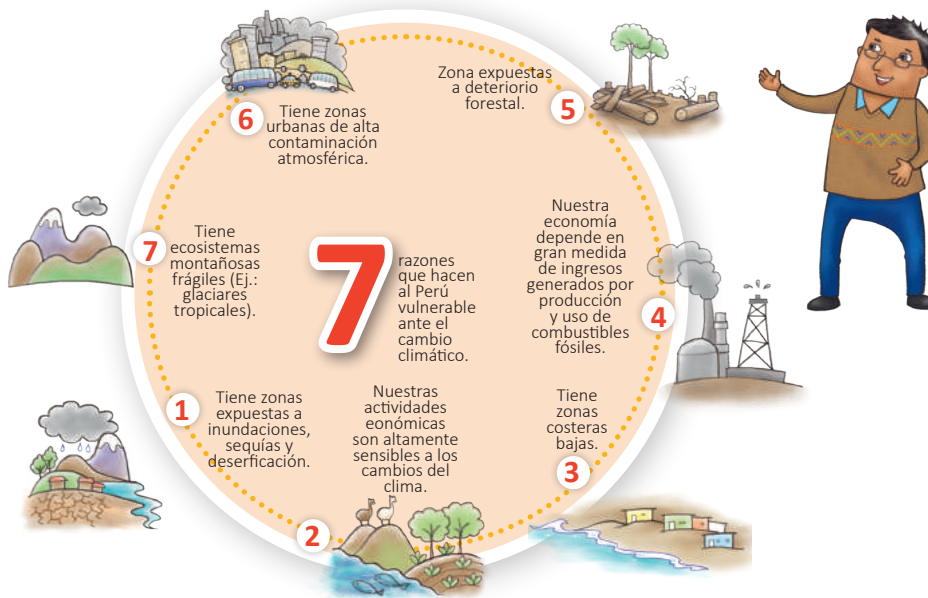 7
razones
que hacen
al Perú
vulnerable
ante el
cambio
climático.
1
Tiene zonas
expuestas a
inundaciones,
sequías y
deserficación.
2
Nuestras
actividades
eonómicas
son altamente
sensibles a los
cambios del
clima.
3
Tiene
zonas
costeras
bajas.
4
Nuestra
economía
depende en
gran medida
de ingresos
generados por
producción
y uso de
combustibles
fósiles.
5
Zona expuestas
a deterioro
forestal.
6
Tiene zonas
urbanas de alta
contaminación
atmosférica.
7
Tiene
ecosistemas
montañosas
frágiles (Ej.:
glaciares
tropicales).